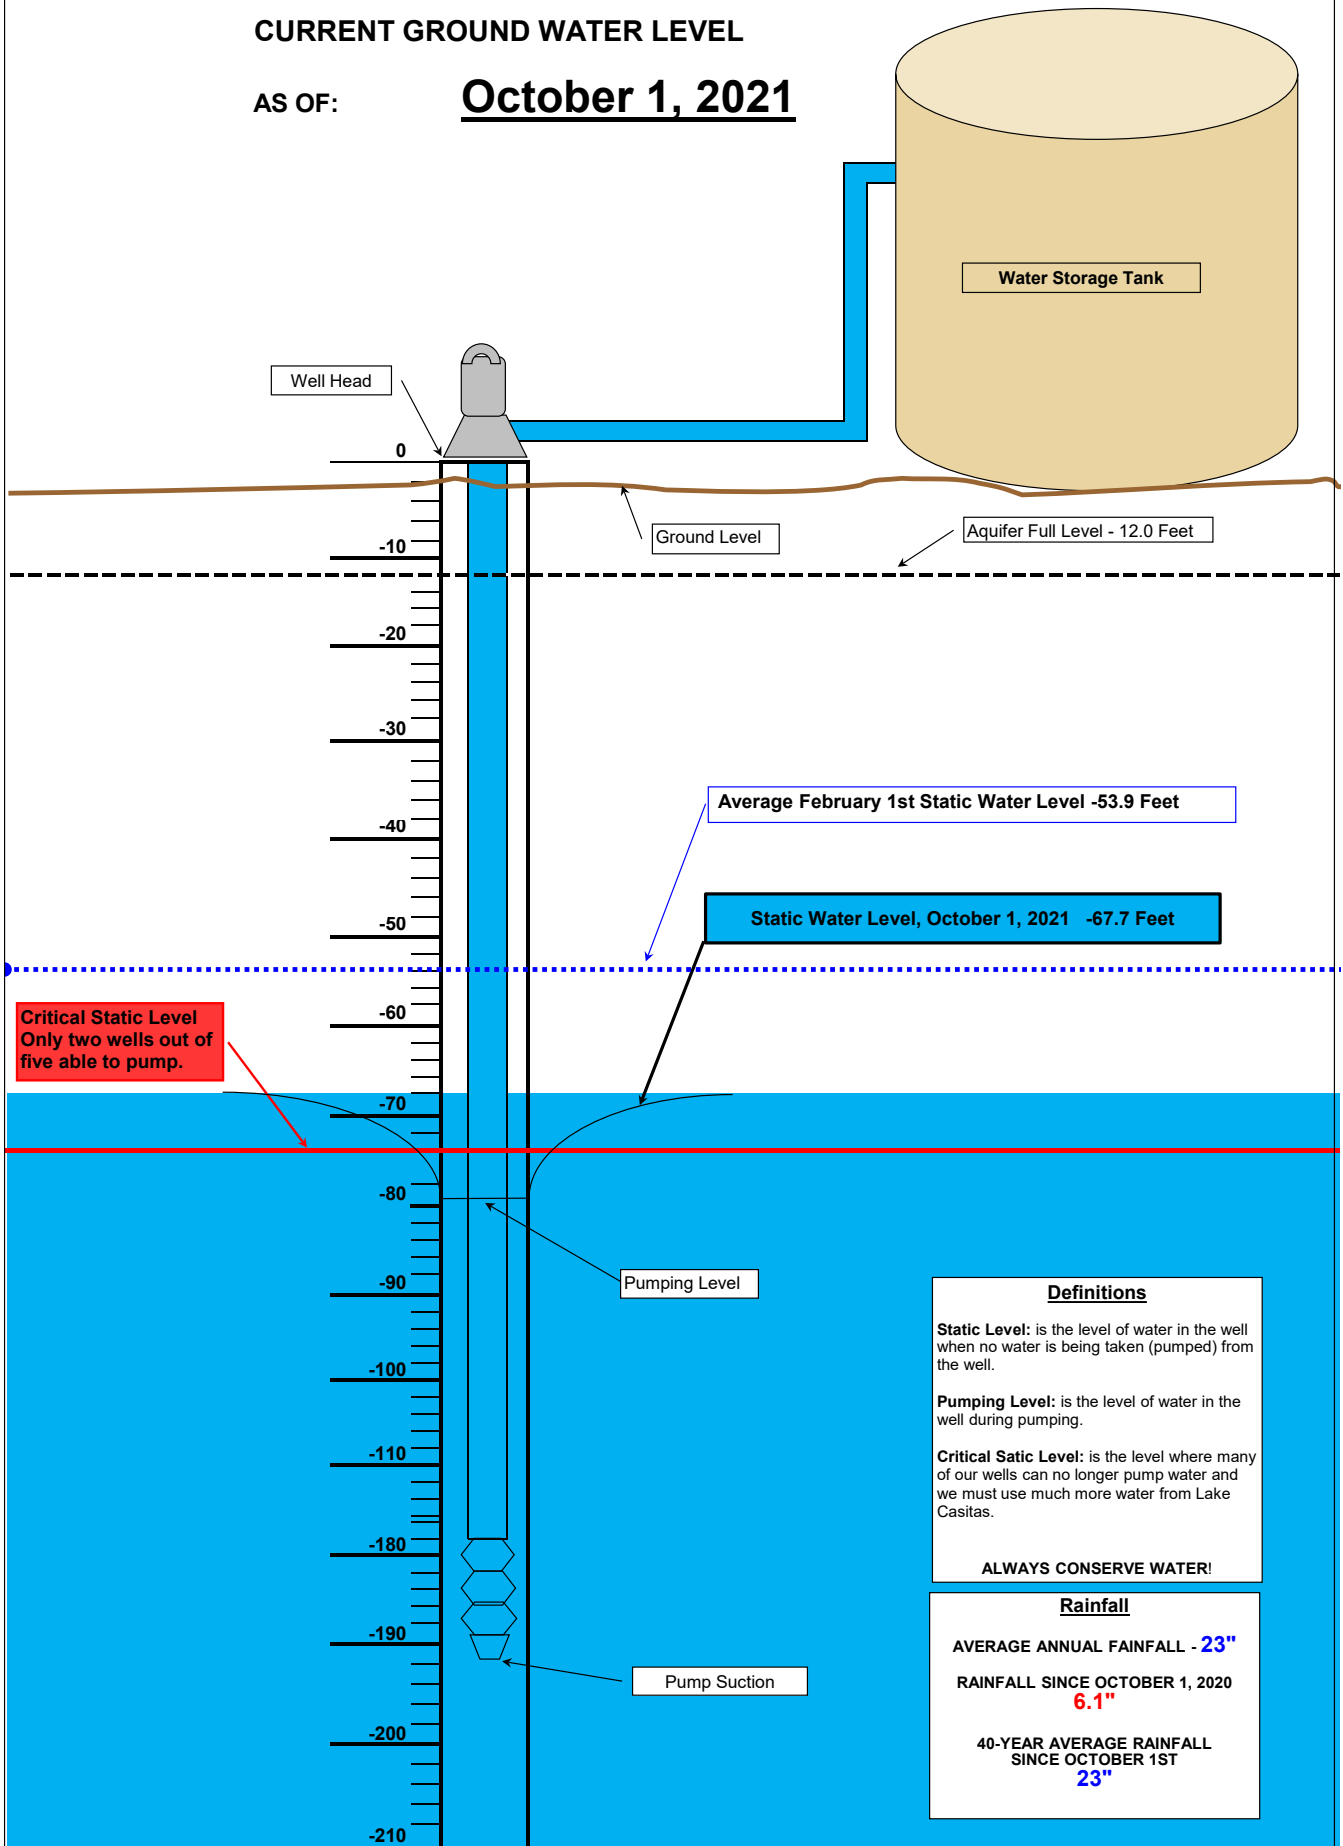 CURRENT GROUND WATER LEVEL
AS OF: October 1, 2021
Water Storage Tank
Well Head
0
Ground Level
Aquifer Full Level - 12.0 Feet
-10
-20
-30
Average February 1st Static Water Level -53.9 Feet
-40
Static Water Level, October 1, 2021 -67.7 Feet
-50
Critical Static Level
Only two wells out of
five able to pump.
-60
-70
-80
Pumping Level
-90
-100
-110
-180
-190
Pump Suction
-200
-210
Definitions
Static Level: is the level of water in the well
when no water is being taken (pumped) from
the well.
Pumping Level: is the level of water in the
well during pumping.
Critical Satic Level: is the level where many
of our wells can no longer pump water and
we must use much more water from Lake
Casitas.
ALWAYS CONSERVE WATER!
Rainfall
AVERAGE ANNUAL FAINFALL - 23"
RAINFALL SINCE OCTOBER 1, 2020
6.1"
40-YEAR AVERAGE RAINFALL
SINCE OCTOBER 1ST
23"